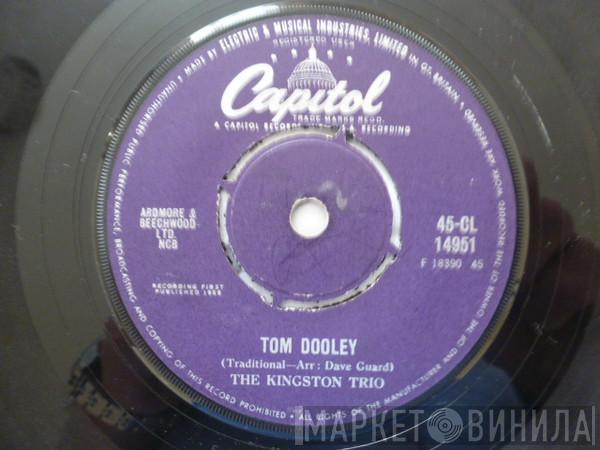 MADE BY ELECTRIC & MUSICAL INDUSTRIES, LIMITED IN GT. BRITAIN
REGISTERED USER
Capitol
TRADE MARKS REGD.
A CAPITOL RECORDS RECORDING
ARDMORE &
BEECHWOOD
LTD.
NCB
45-CL
14951
F 18390 45
RECORDING FIRST
PUBLISHED 1958
TOM DOOLEY
(Traditional—Arr: Dave Guard)
THE KINGSTON TRIO
ALL RIGHTS OF THE MANUFACTURER AND OF THE OWNER OF THE RECORDED WORK ARE RESERVED
UNAUTHORISED PUBLIC PERFORMANCE, BROADCASTING AND COPYING OF THIS RECORD PROHIBITED
МАРКЕТ ВИНИЛА